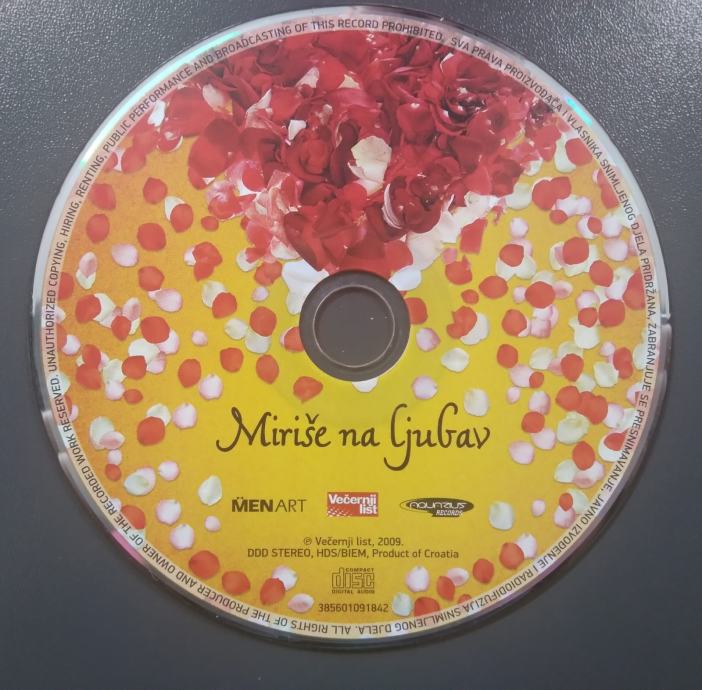 ALL RIGHTS OF THE PRODUCER AND OWNER OF THE RECORDED WORK RESERVED. UNAUTHORIZED COPYING, HIRING, RENTING, PUBLIC PERFORMANCE AND BROADCASTING OF THIS RECORD PROHIBITED. SVA PRAVA PROIZVOĐAČA I VLASNIKA SNIMLJENOG DJELA PRIDRŽANA. ZABRANJUJE SE PRESNIMAVANJE, JAVNO IZVOĐENJE I RADIODIFUZIJA SNIMLJENOG DJELA.
Miriše na ljubav
MENART
Večernji
list
aquarius
RECORDS
℗ Večernji list, 2009.
DDD STEREO, HDS/BIEM, Product of Croatia
COMPACT
disc
DIGITAL AUDIO
385601091842